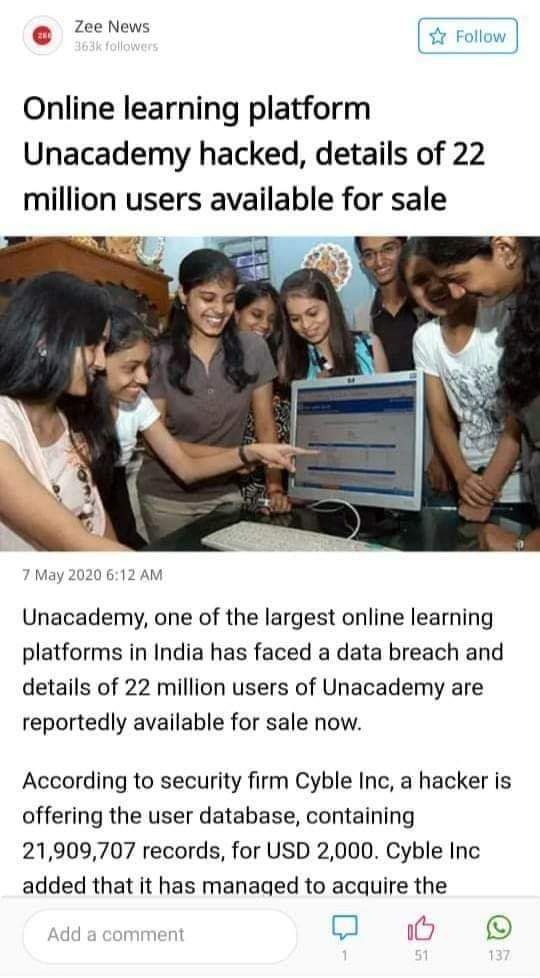 Zee News
363k followers
Follow
Online learning platform
Unacademy hacked, details of 22
million users available for sale
7 May 2020 6:12 AM
Unacademy, one of the largest online learning
platforms in India has faced a data breach and
details of 22 million users of Unacademy are
reportedly available for sale now.
According to security firm Cyble Inc, a hacker is
offering the user database, containing
21,909,707 records, for USD 2,000. Cyble Inc
added that it has managed to acquire the
Add a comment
1
51
137